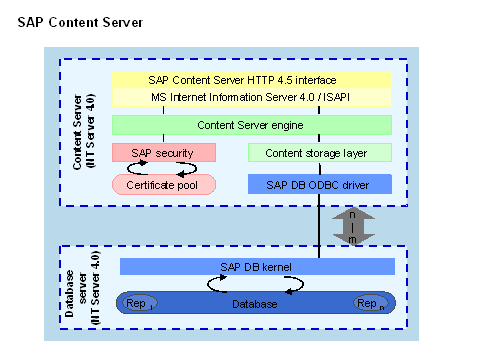 SAP Content Server
Content Server
(NT Server 4.0)
SAP Content Server HTTP 4.5 interface
MS Internet Information Server 4.0 / ISAPI
Content Server engine
SAP security
Content storage layer
Certificate pool
SAP DB ODBC driver
n
m
Database
server
(NT Server 4.0)
SAP DB kernel
Rep 1
Database
Rep n